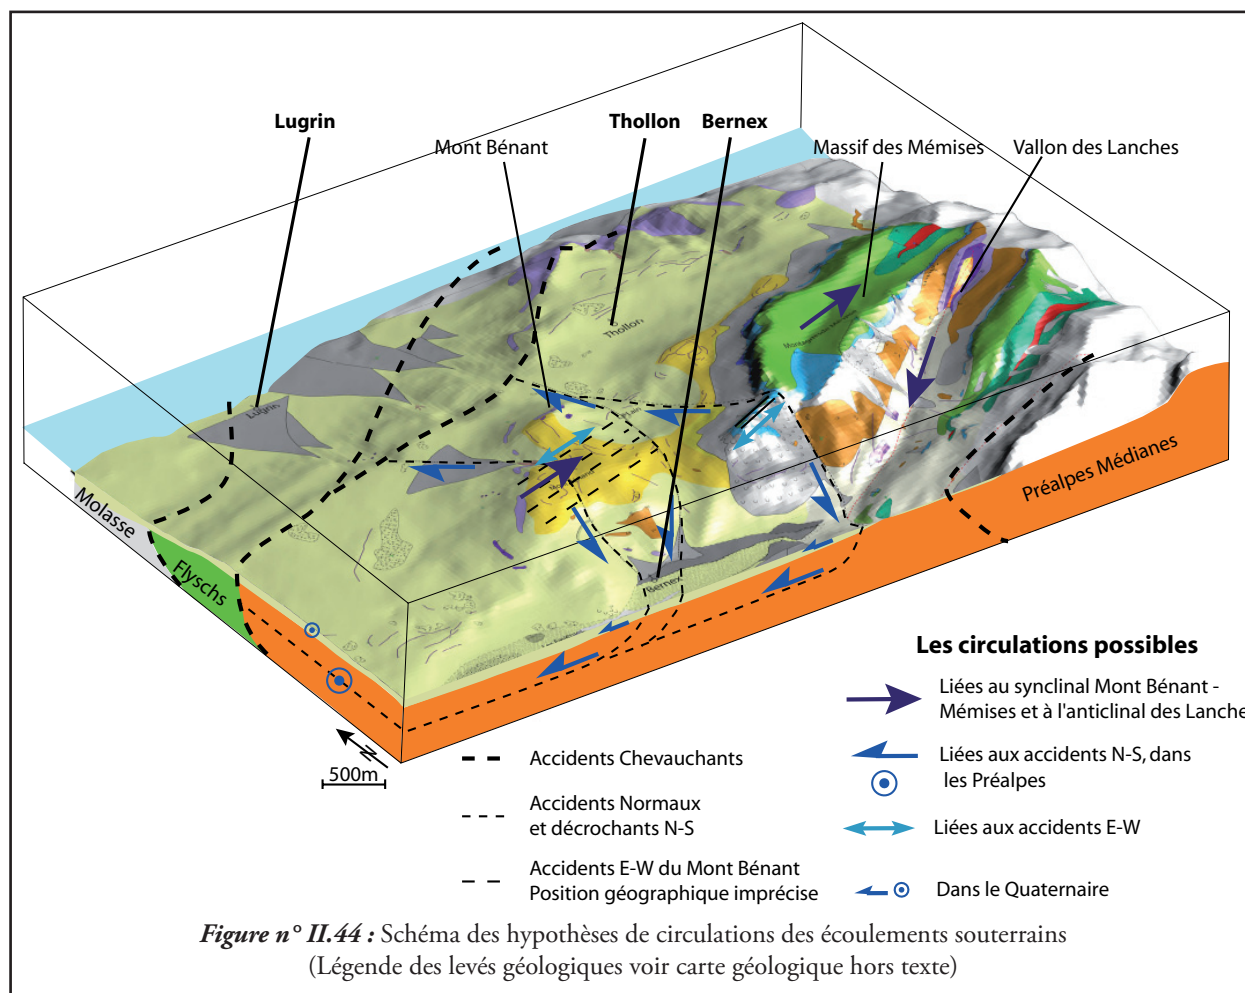 Lugrin
Thollon
Bernex
Mont Bénant
Massif des Mémises
Vallon des Lanches
Thollon
Lugrin
Bernex
Molasse
Flyschs
Préalpes Médianes
N
500m
Les circulations possibles
Liées au synclinal Mont Bénant -
Mémises et à l'anticlinal des Lanche
Liées aux accidents N-S, dans
les Préalpes
Liées aux accidents E-W
Dans le Quaternaire
Accidents Chevauchants
Accidents Normaux
et décrochants N-S
Accidents E-W du Mont Bénant
Position géographique imprécise
Figure n° II.44 : Schéma des hypothèses de circulations des écoulements souterrains
(Légende des levés géologiques voir carte géologique hors texte)